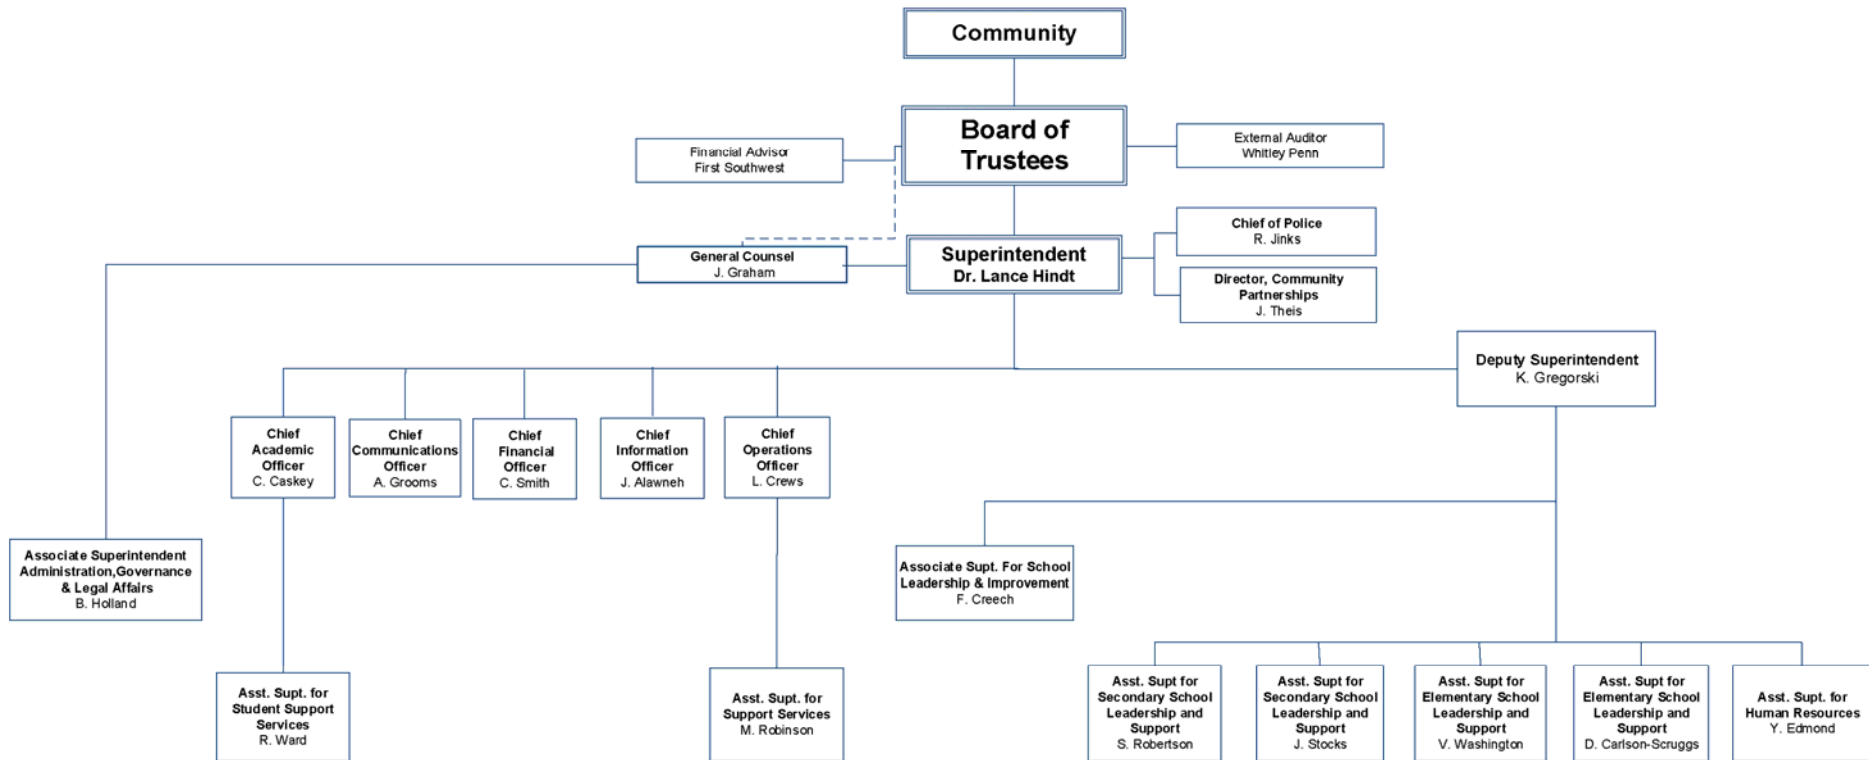 Community
Board of
Trustees
Financial Advisor
First Southwest
External Auditor
Whitley Penn
Chief of Police
R. Jinks
General Counsel
J. Graham
Superintendent
Dr. Lance Hindt
Director, Community
Partnerships
J. Theis
Deputy Superintendent
K. Gregorski
Chief
Academic
Officer
C. Caskey
Chief
Communications
Officer
A. Grooms
Chief
Financial
Officer
C. Smith
Chief
Information
Officer
J. Alawneh
Chief
Operations
Officer
L. Crews
Associate Superintendent
Administration,Governance
& Legal Affairs
B. Holland
Associate Supt. For School
Leadership & Improvement
F. Creech
Asst. Supt. for
Student Support
Services
R. Ward
Asst. Supt. for
Support Services
M. Robinson
Asst. Supt for
Secondary School
Leadership and
Support
S. Robertson
Asst. Supt for
Secondary School
Leadership and
Support
J. Stocks
Asst. Supt for
Elementary School
Leadership and
Support
V. Washington
Asst. Supt for
Elementary School
Leadership and
Support
D. Carlson-Scruggs
Asst. Supt. for
Human Resources
Y. Edmond